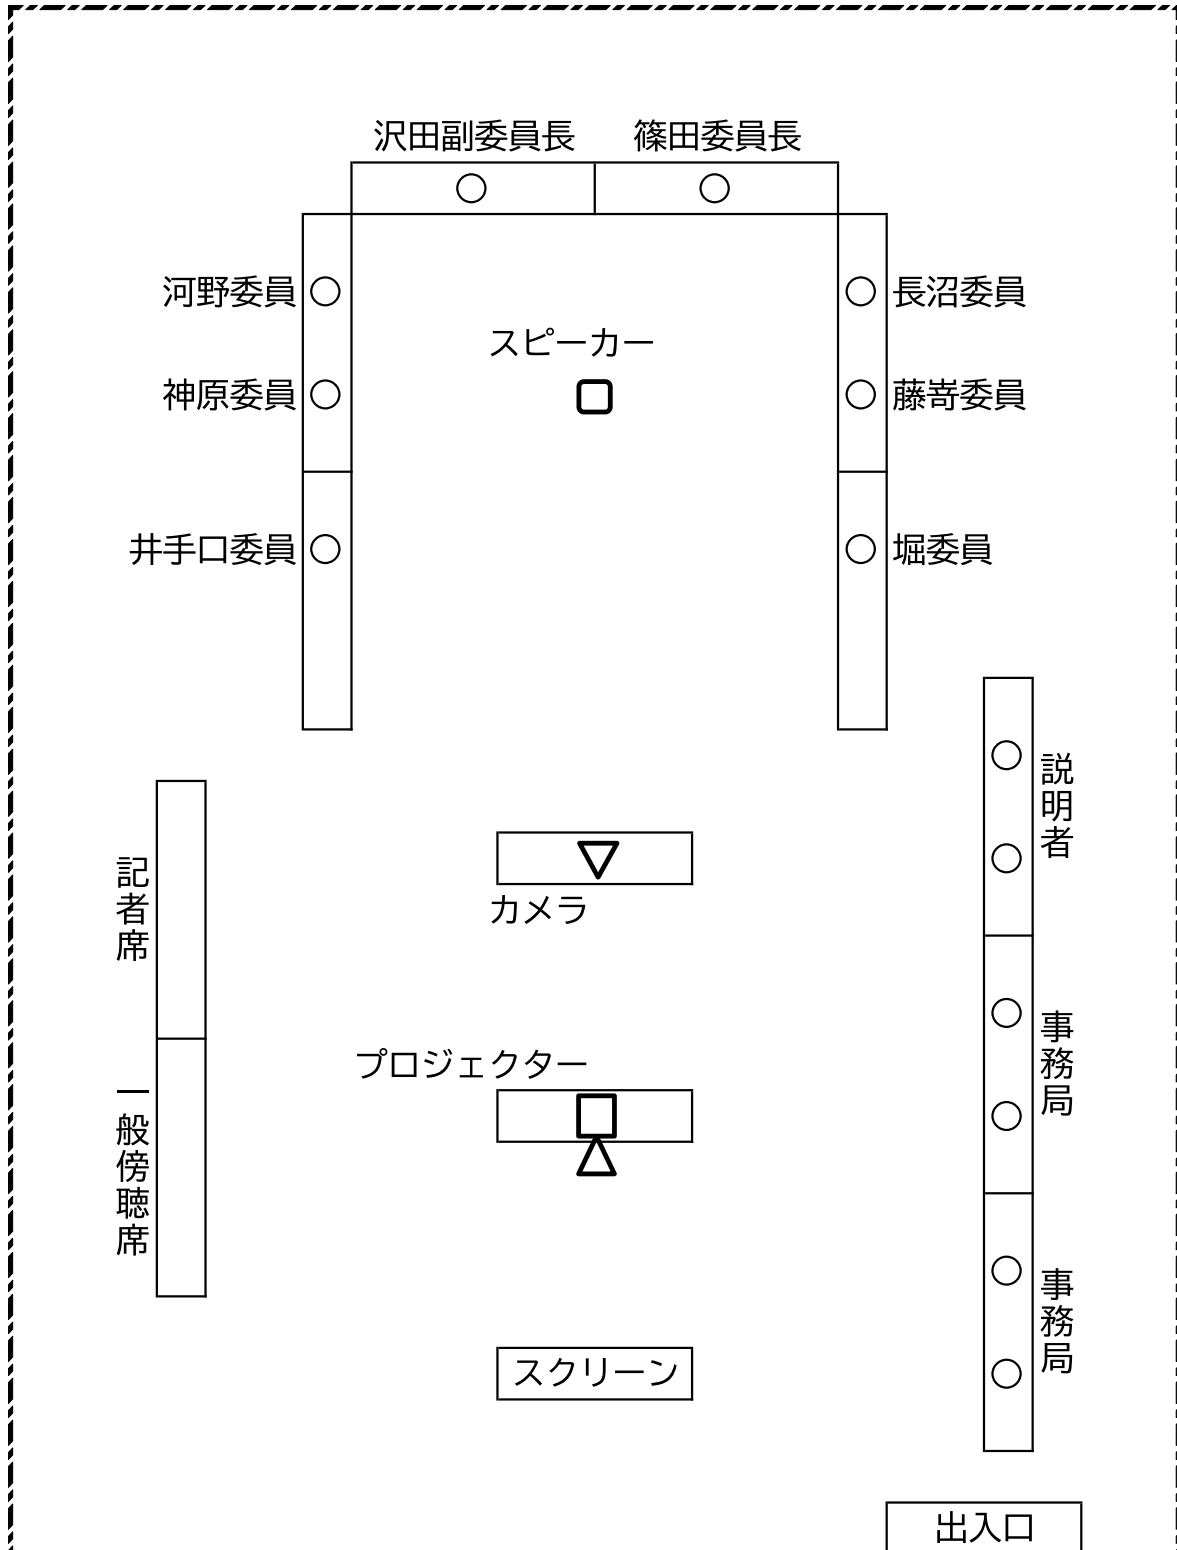 沢田副委員長
篠田委員長
河野委員
長沼委員
スピーカー
神原委員
藤嵜委員
井手口委員
堀委員
説明者
記者席
カメラ
事務局
プロジェクター
一般傍聴席
事務局
スクリーン
出入口